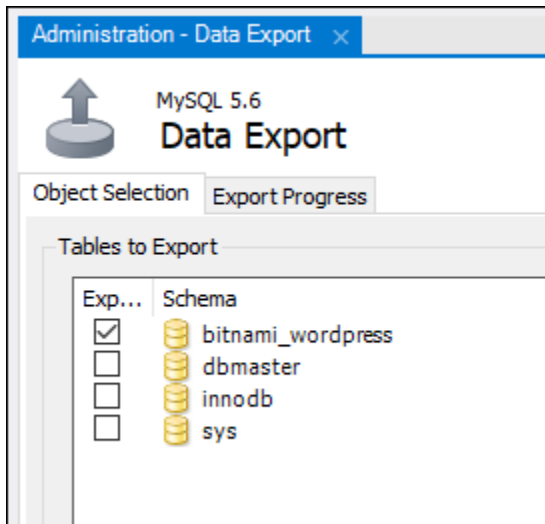 Administration - Data Export
MySQL 5.6
Data Export
Object Selection Export Progress
Tables to Export
Exp... Schema
bitnami_wordpress
dbmaster
innodb
sys